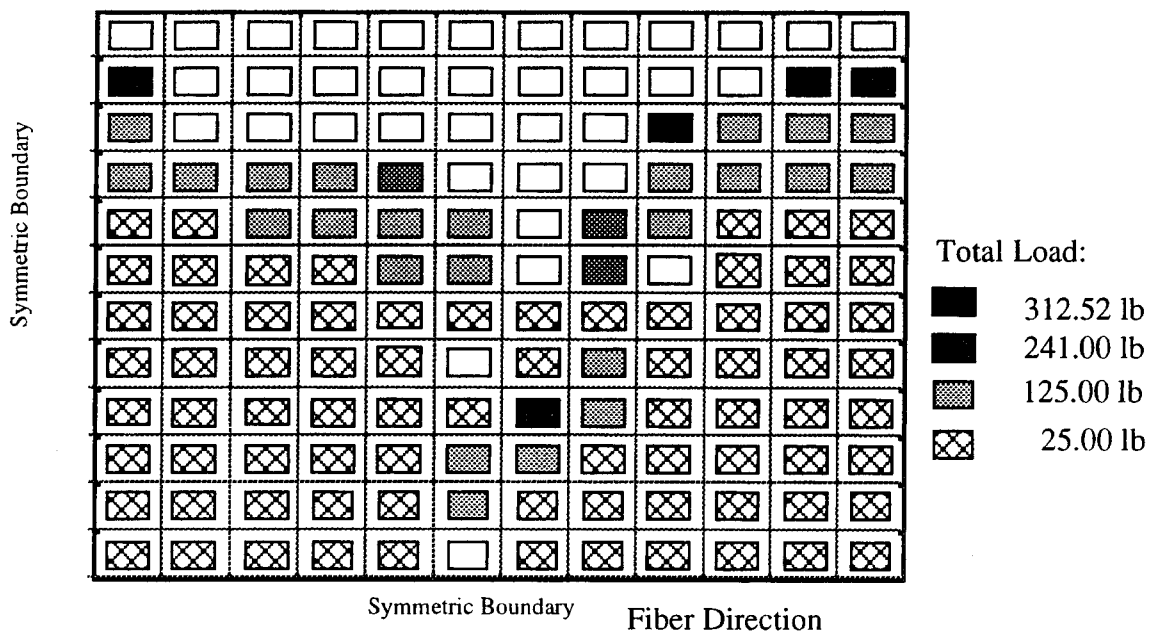 Symmetric Boundary
Total Load:
312.52 lb
241.00 lb
125.00 lb
25.00 lb
Symmetric Boundary
Fiber Direction